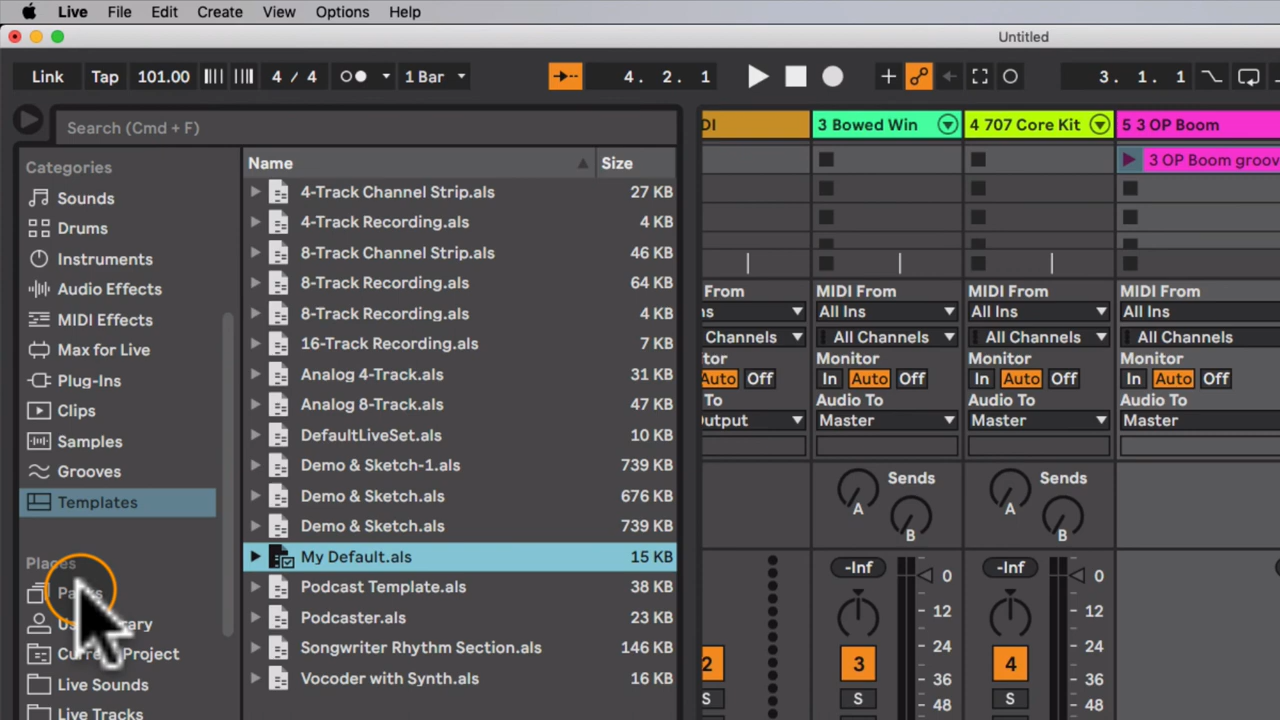 Live File Edit Create View Options Help
Untitled
Link Tap 101.00 4 / 4 1 Bar 4. 2. 1 3. 1. 1
Search (Cmd + F)
Categories
Sounds
Drums
Instruments
Audio Effects
MIDI Effects
Max for Live
Plug-Ins
Clips
Samples
Grooves
Templates
Places
Current Project
Live Sounds
Live Tracks
Name Size
4-Track Channel Strip.als 27 KB
4-Track Recording.als 4 KB
8-Track Channel Strip.als 46 KB
8-Track Recording.als 64 KB
8-Track Recording.als 4 KB
16-Track Recording.als 7 KB
Analog 4-Track.als 31 KB
Analog 8-Track.als 47 KB
DefaultLiveSet.als 10 KB
Demo & Sketch-1.als 739 KB
Demo & Sketch.als 676 KB
Demo & Sketch.als 739 KB
My Default.als 15 KB
Podcast Template.als 38 KB
Podcaster.als 23 KB
Songwriter Rhythm Section.als 146 KB
Vocoder with Synth.als 16 KB
DI 3 Bowed Win 4 707 Core Kit 5 3 OP Boom
3 OP Boom groov
From MIDI From MIDI From MIDI From
ns All Ins All Ins All Ins
Channels All Channels All Channels All Channels
tor Monitor Monitor Monitor
Auto Off In Auto Off In Auto Off In Auto Off
To Audio To Audio To Audio To
utput Master Master Master
Sends Sends
A A
B B
-Inf -Inf
0 0
12 12
24 24
2 3 4
36 36
S S S
48 48